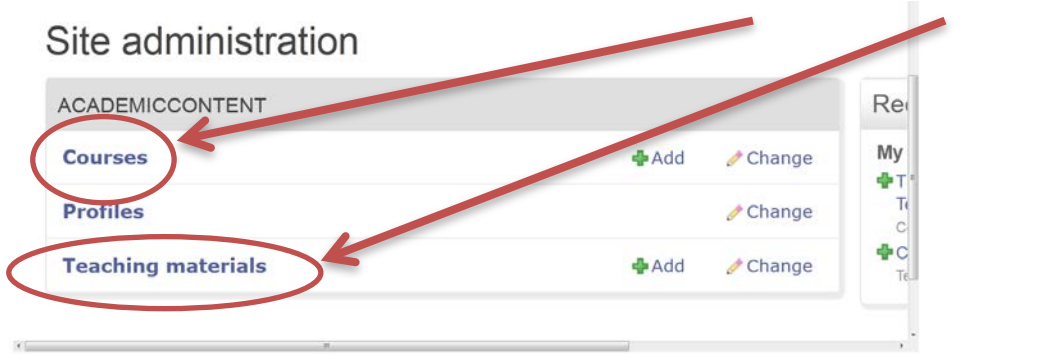 Site administration
ACADEMICCONTENT
Courses Add Change
Profiles Change
Teaching materials Add Change
My